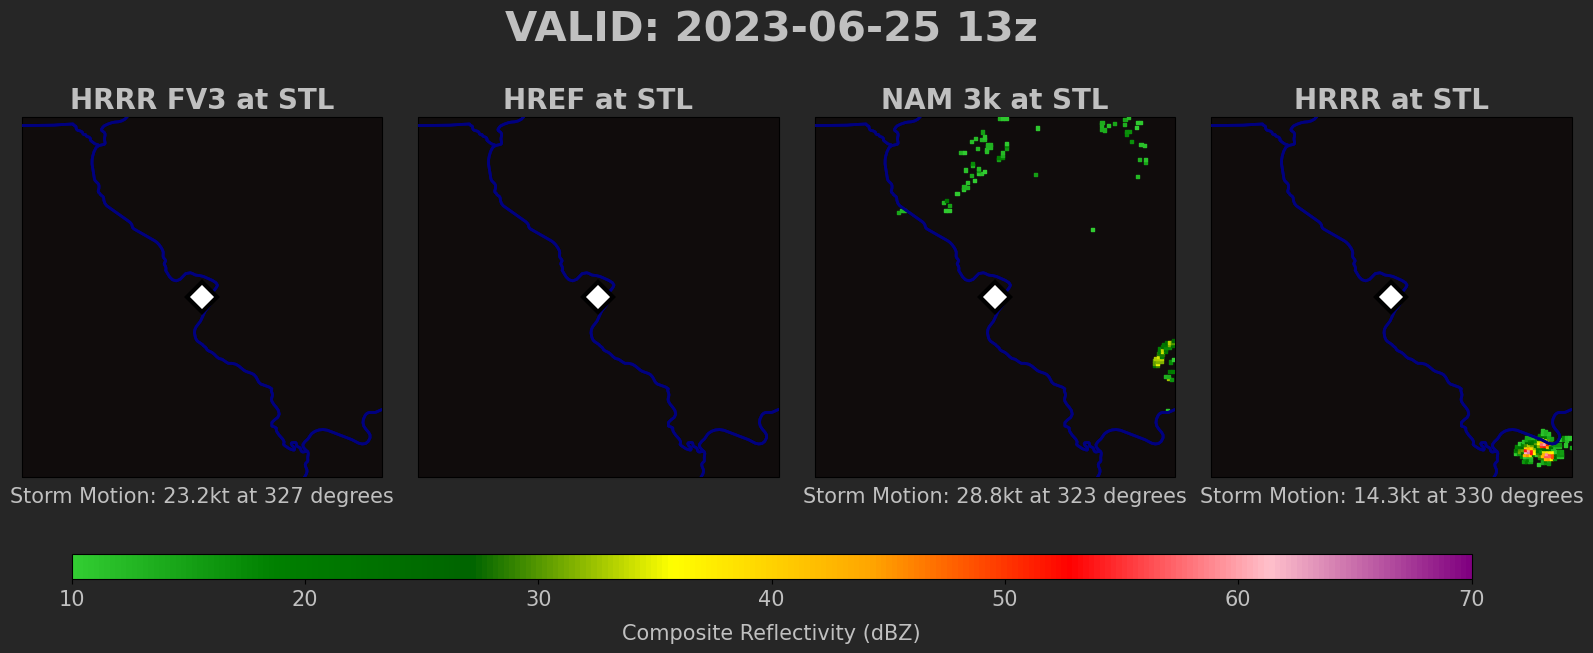 VALID: 2023-06-25 13z
HRRR FV3 at STL
HREF at STL
NAM 3k at STL
HRRR at STL
Storm Motion: 23.2kt at 327 degrees
Storm Motion: 28.8kt at 323 degrees
Storm Motion: 14.3kt at 330 degrees
10 20 30 40 50 60 70
Composite Reflectivity (dBZ)